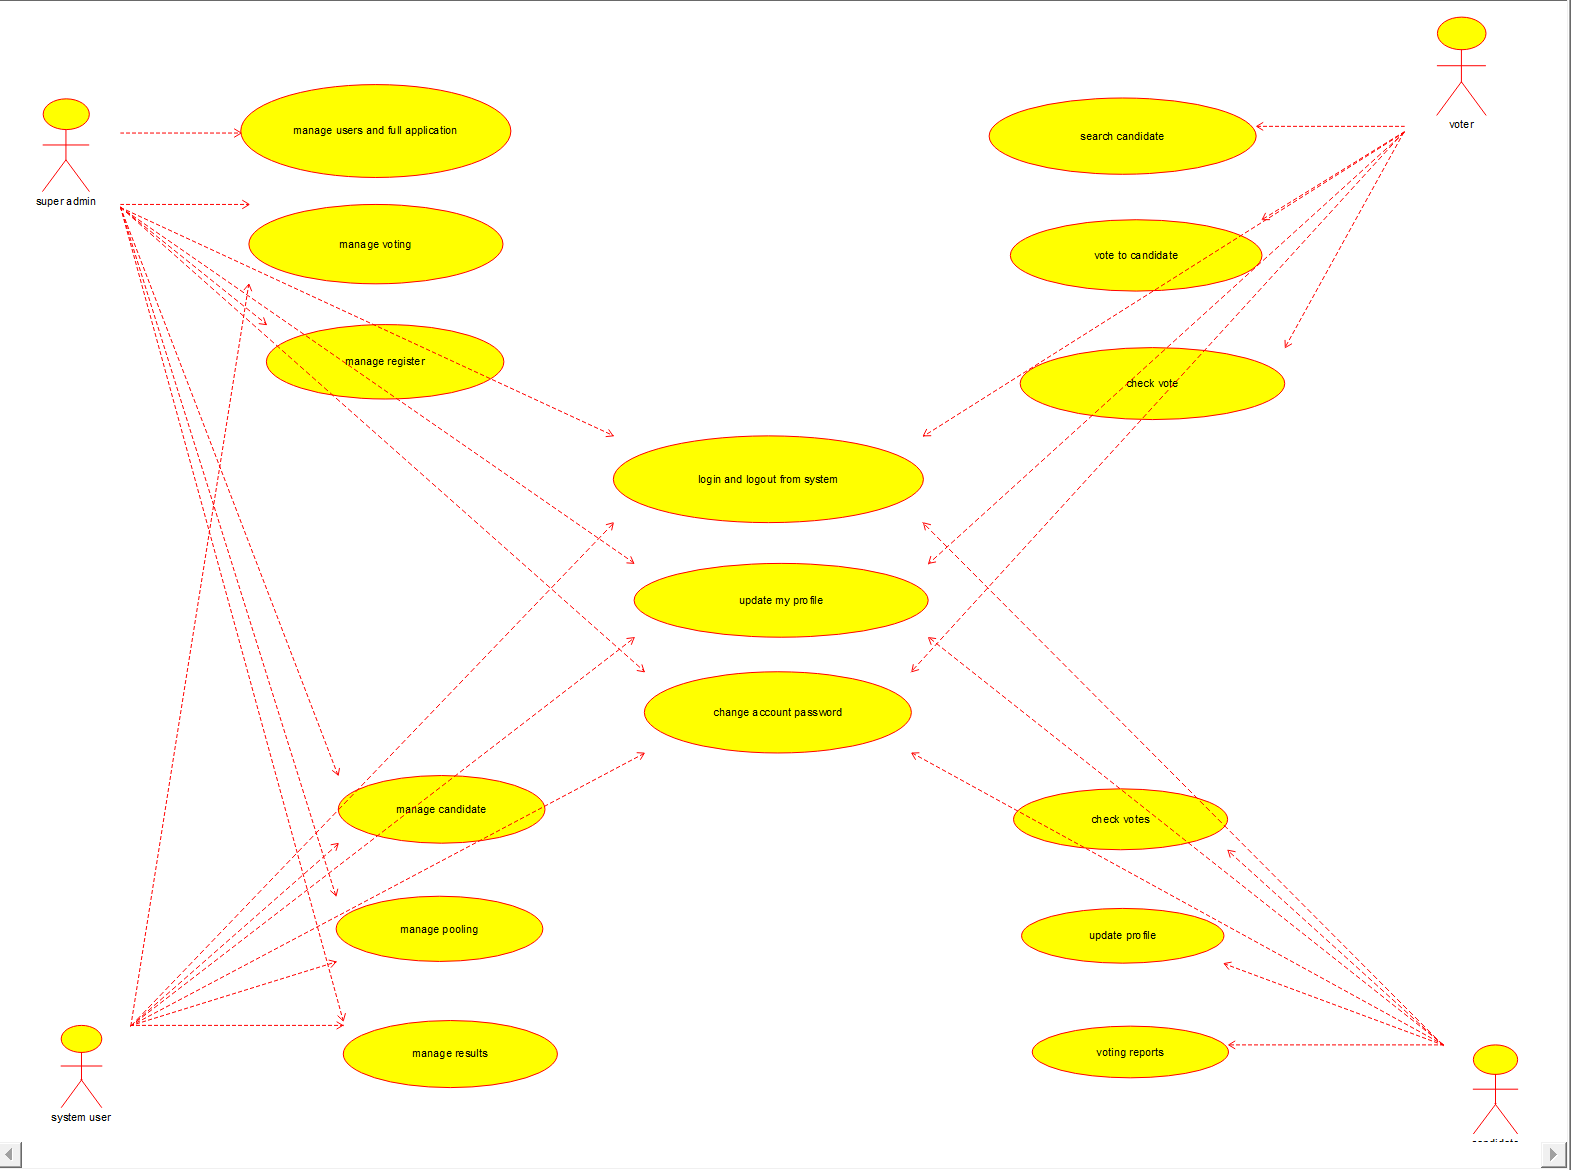 voter
manage users and full application
search candidate
super admin
manage voting
vote to candidate
manage register
check vote
login and logout from system
update my profile
change account password
manage candidate
check votes
manage pooling
update profile
manage results
voting reports
system user